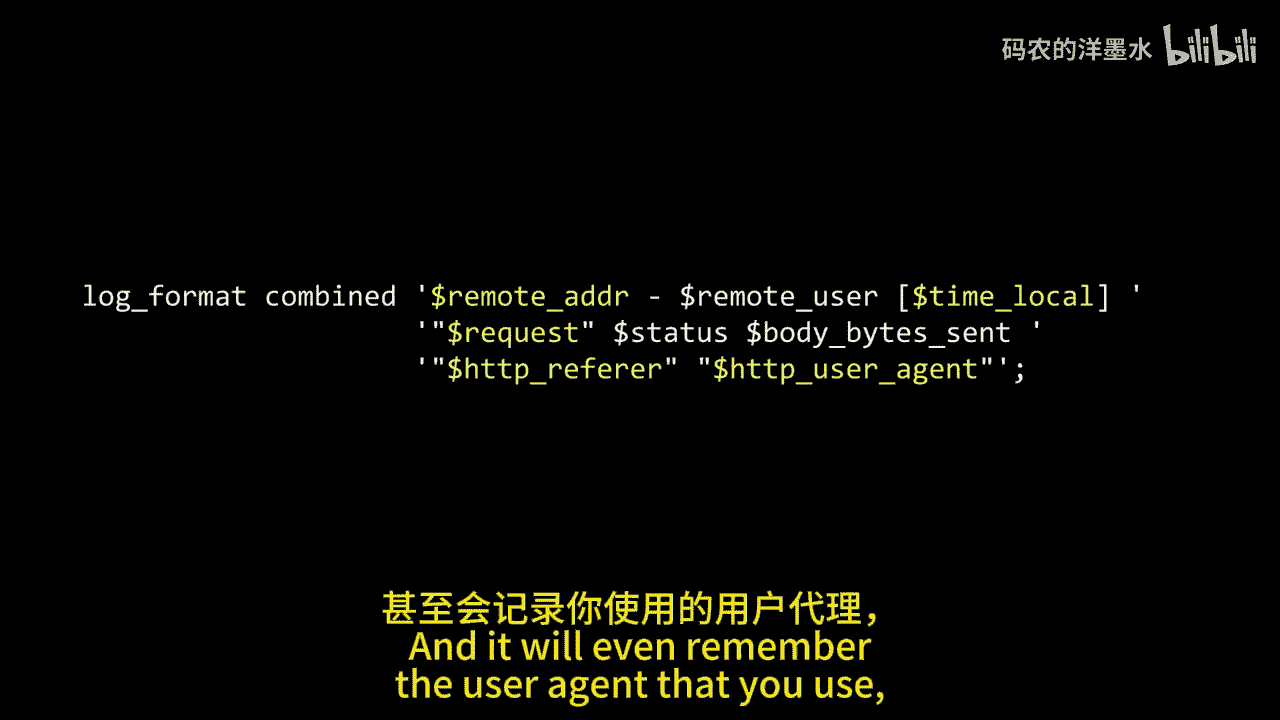 码农的洋墨水 bilibili
log_format combined '$remote_addr - $remote_user [$time_local] '
'"$request" $status $body_bytes_sent '
'"$http_referer" "$http_user_agent"';
甚至会记录你使用的用户代理，
And it will even remember
the user agent that you use,